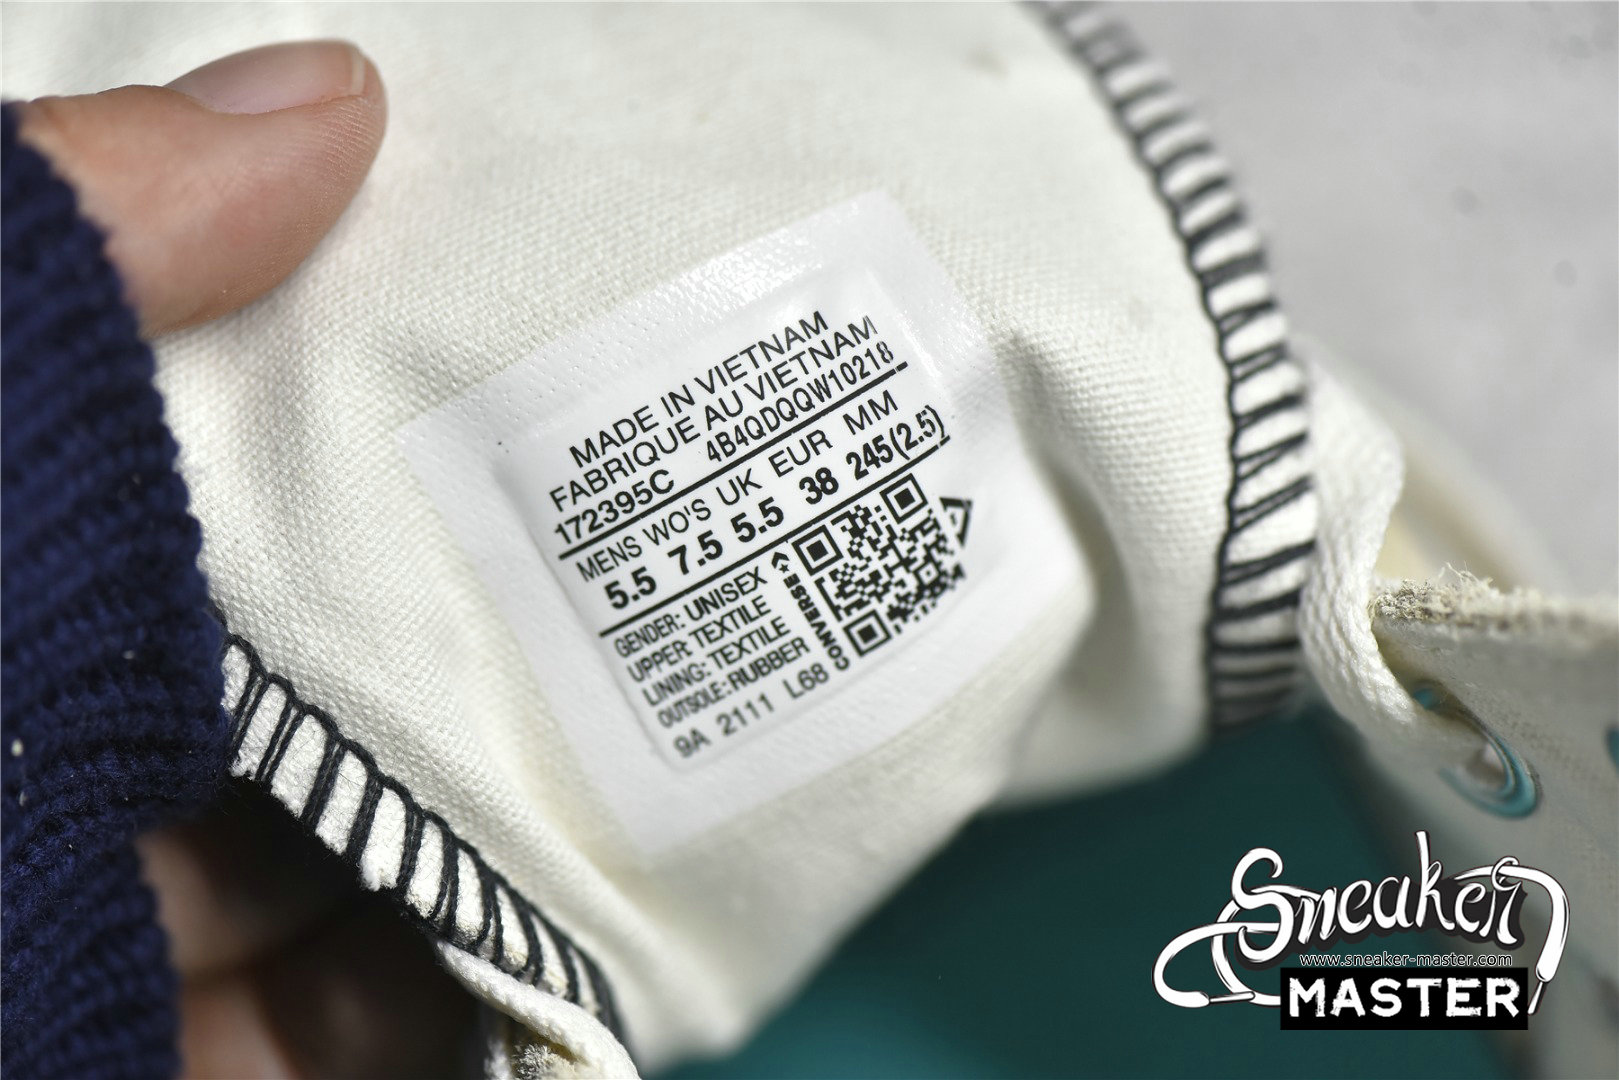 MADE IN VIETNAM
FABRIQUE AU VIETNAM
172395C 4B4QDQQW10218
MENS WO'S UK EUR MM
5.5 7.5 5.5 38 245(2.5)
GENDER: UNISEX
UPPER: TEXTILE
LINING: TEXTILE
OUTSOLE: RUBBER
9A 2111 L68
CONVERSE
Sneaker
www.sneaker-master.com
MASTER